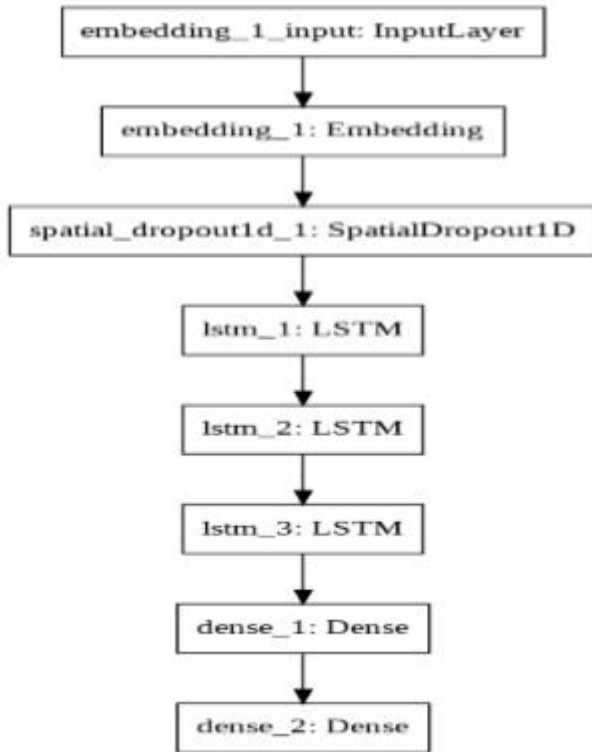 embedding_1_input: InputLayer
embedding_1: Embedding
spatial_dropout1d_1: SpatialDropout1D
lstm_1: LSTM
lstm_2: LSTM
lstm_3: LSTM
dense_1: Dense
dense_2: Dense